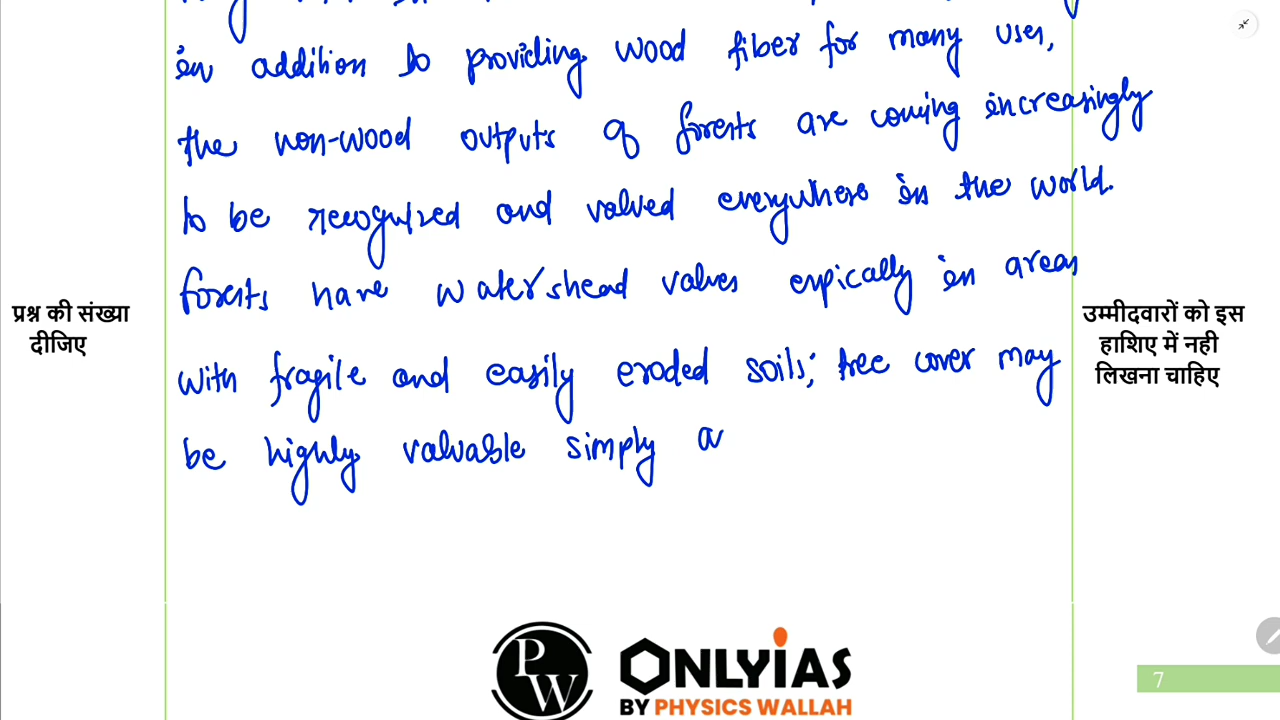 in addition to providing wood fiber for many uses,
the non-wood outputs of forests are coming increasingly
to be recognized and valued everywhere in the world.
forests have watershead values espically in areas
with fragile and easily eroded soils; tree cover may
be highly valuable simply a
प्रश्न की संख्या
दीजिए
उम्मीदवारों को इस
हाशिए में नही
लिखना चाहिए
PW
ONLYIAS
BY PHYSICS WALLAH
7